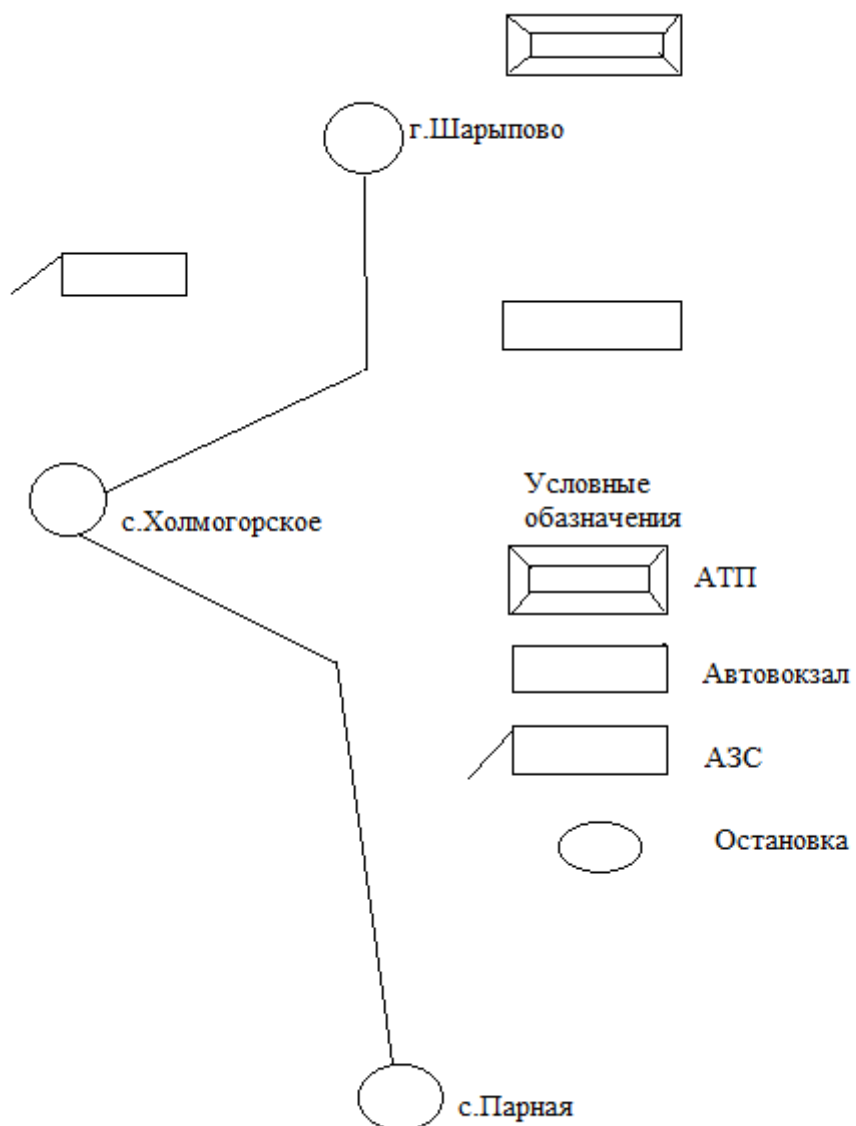 г.Шарыпово
с.Холмогорское
Условные
обазначения
АТП
Автовокзал
АЗС
Остановка
с.Парная